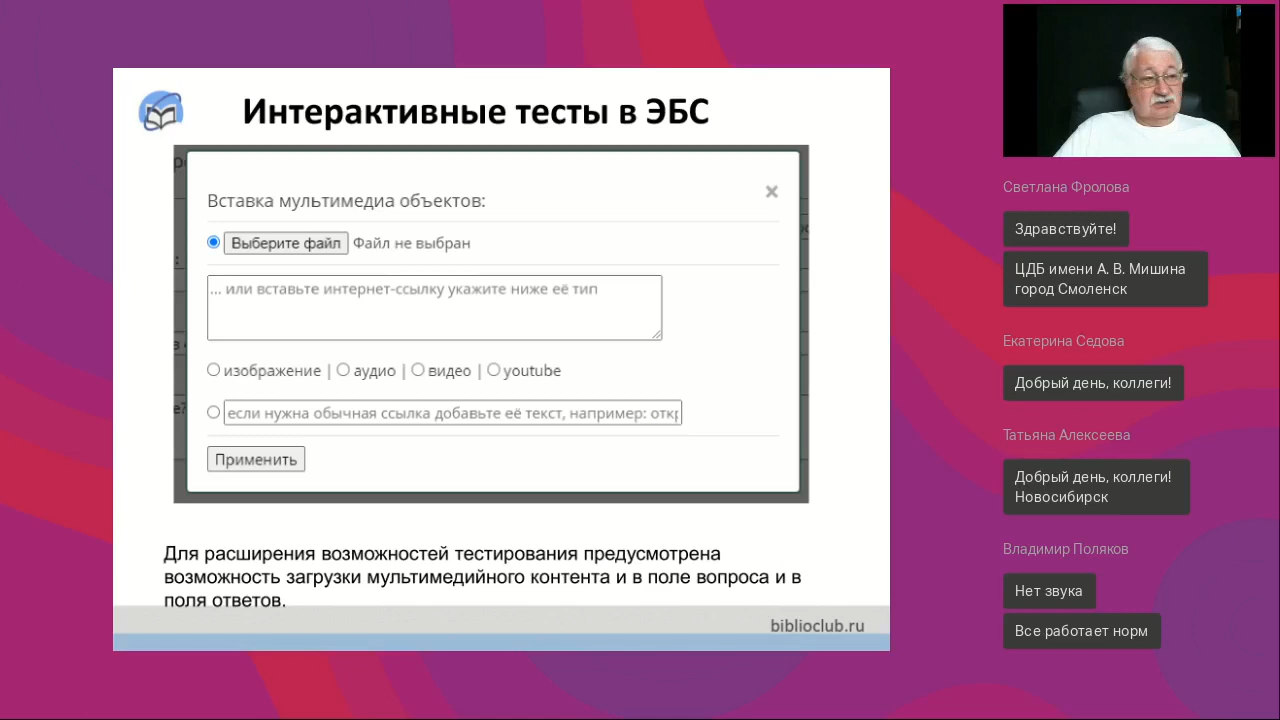 Интерактивные тесты в ЭБС
Вставка мультимедиа объектов:
×
Выберите файл Файл не выбран
... или вставьте интернет-ссылку укажите ниже её тип
изображение | аудио | видео | youtube
если нужна обычная ссылка добавьте её текст, например: откр
Применить
Для расширения возможностей тестирования предусмотрена
возможность загрузки мультимедийного контента и в поле вопроса и в
поля ответов.
biblioclub.ru
Светлана Фролова
Здравствуйте!
ЦДБ имени А. В. Мишина
город Смоленск
Екатерина Седова
Добрый день, коллеги!
Татьяна Алексеева
Добрый день, коллеги!
Новосибирск
Владимир Поляков
Нет звука
Все работает норм